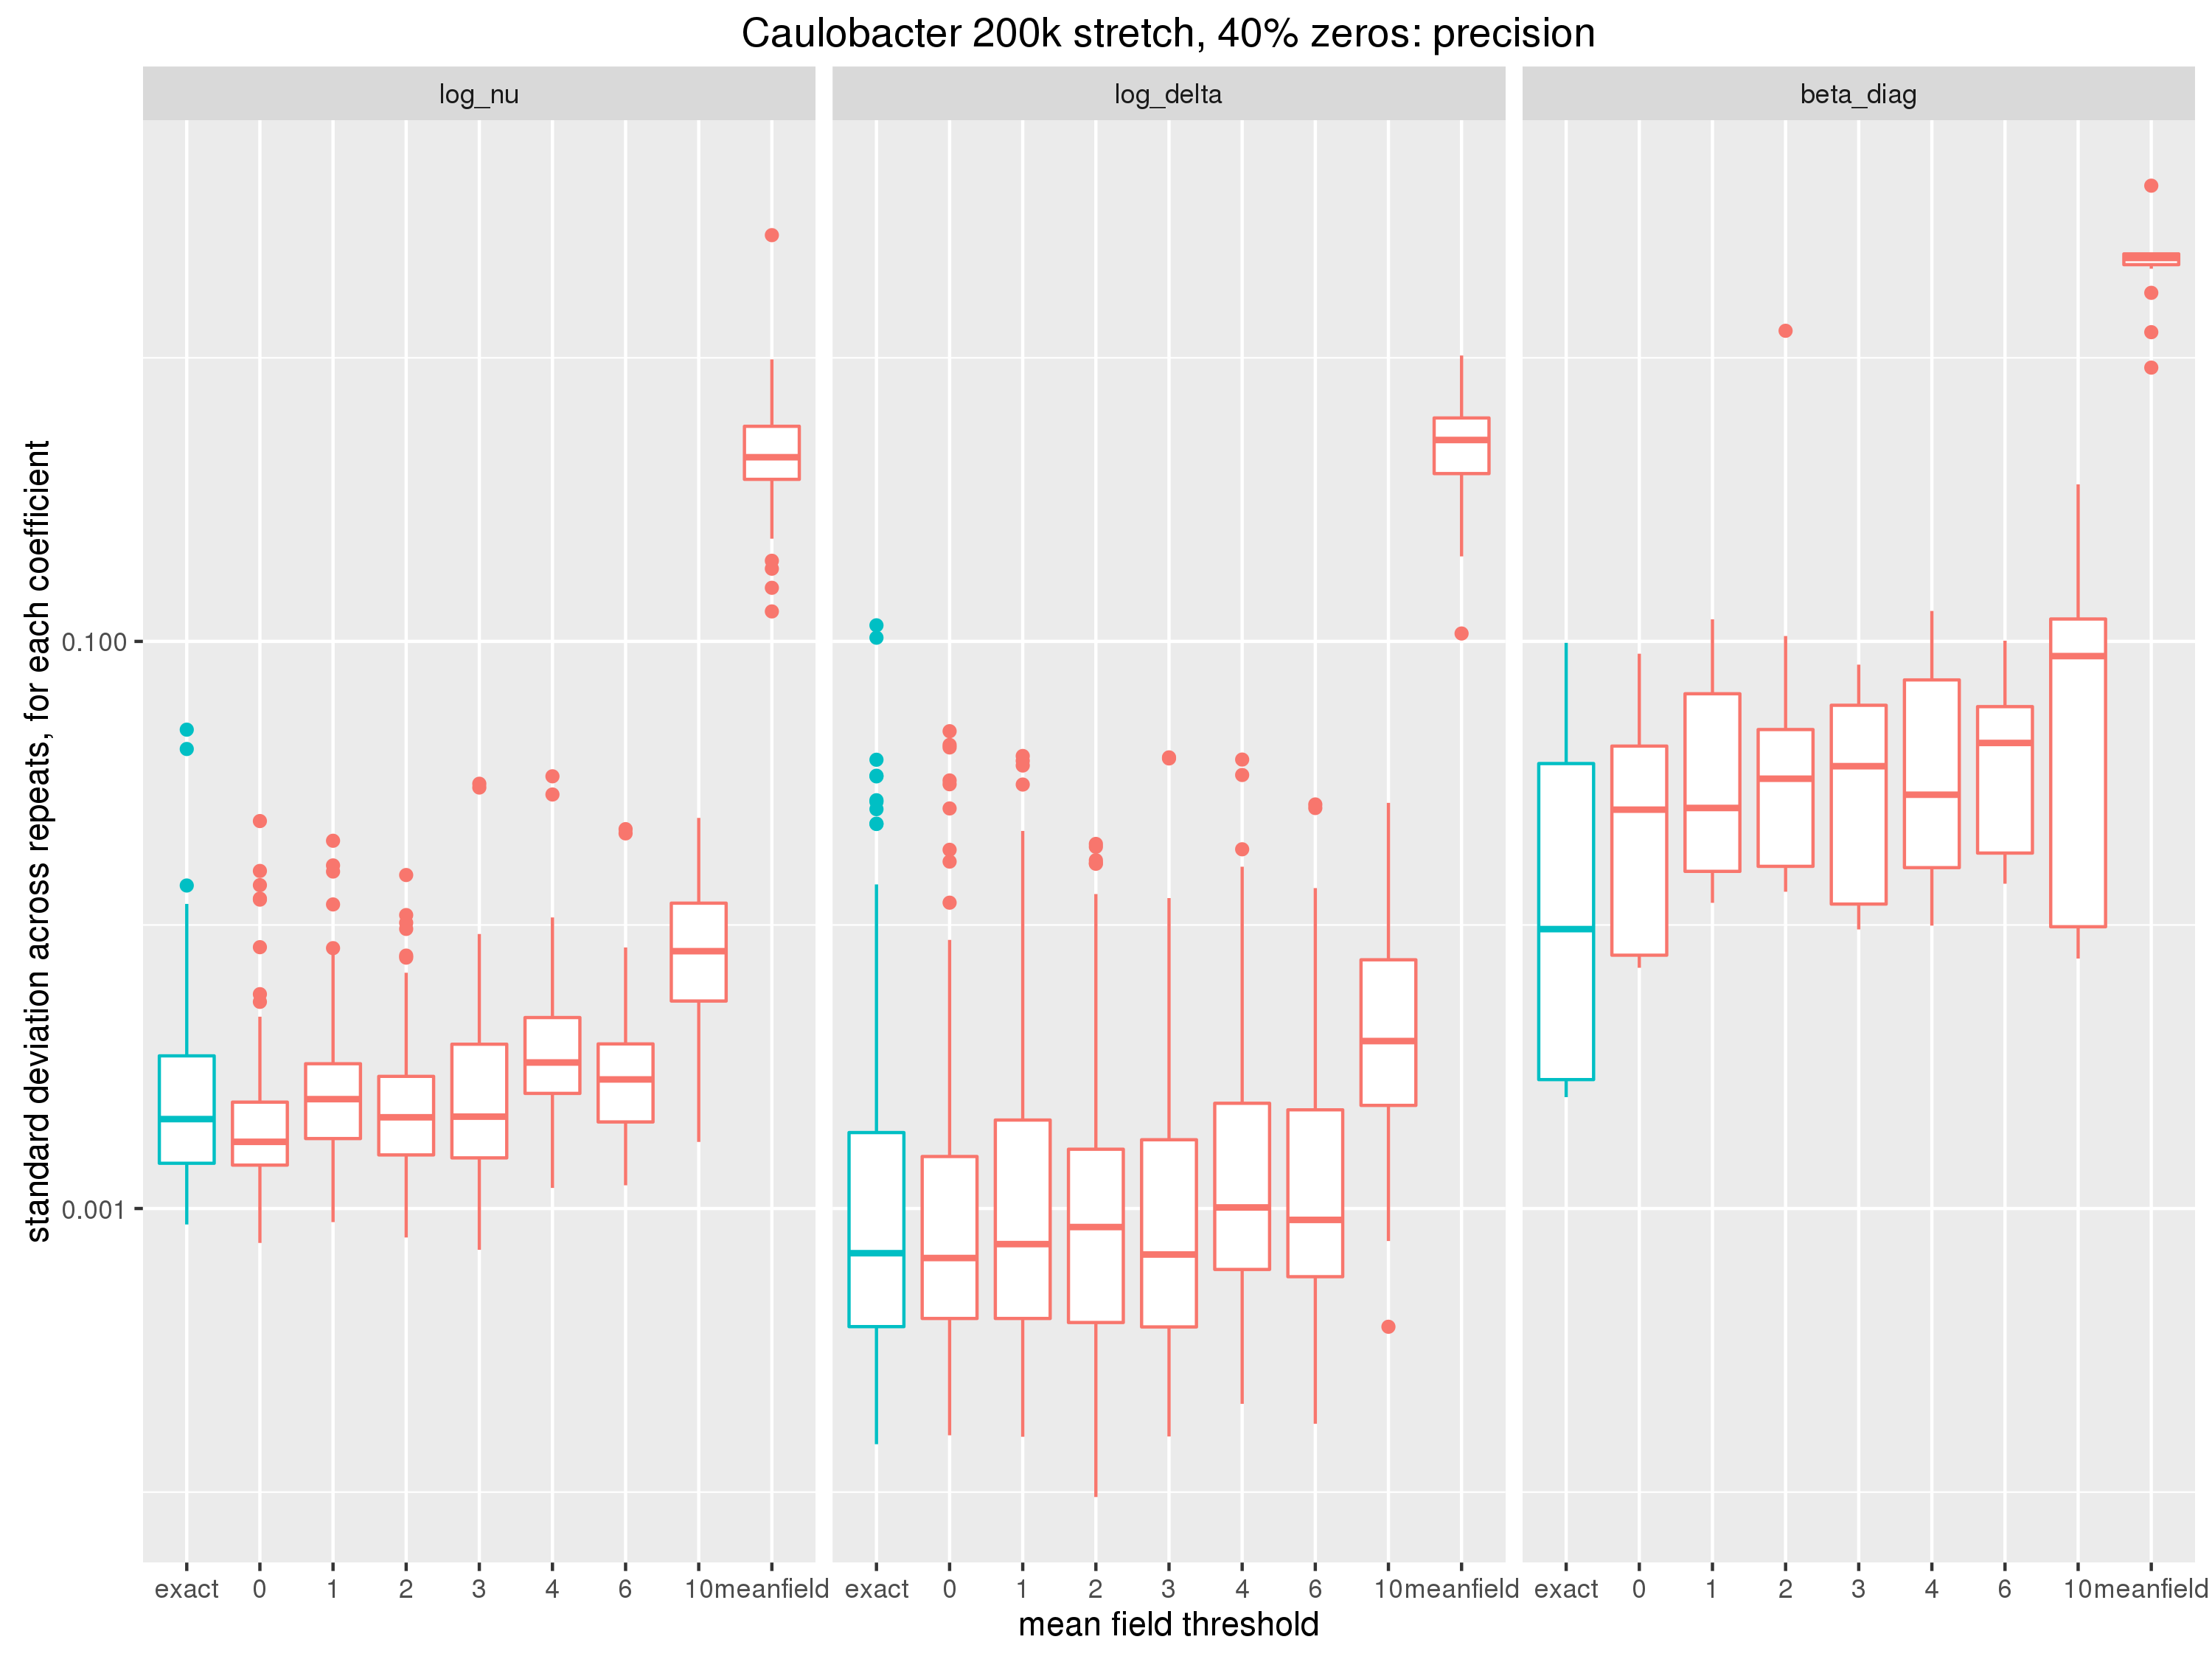 Caulobacter 200k stretch, 40% zeros: precision
log_nu log_delta beta_diag
standard deviation across repeats, for each coefficient
0.100
0.001
exact 0 1 2 3 4 6 10 meanfield exact 0 1 2 3 4 6 10 meanfield exact 0 1 2 3 4 6 10 meanfield
mean field threshold